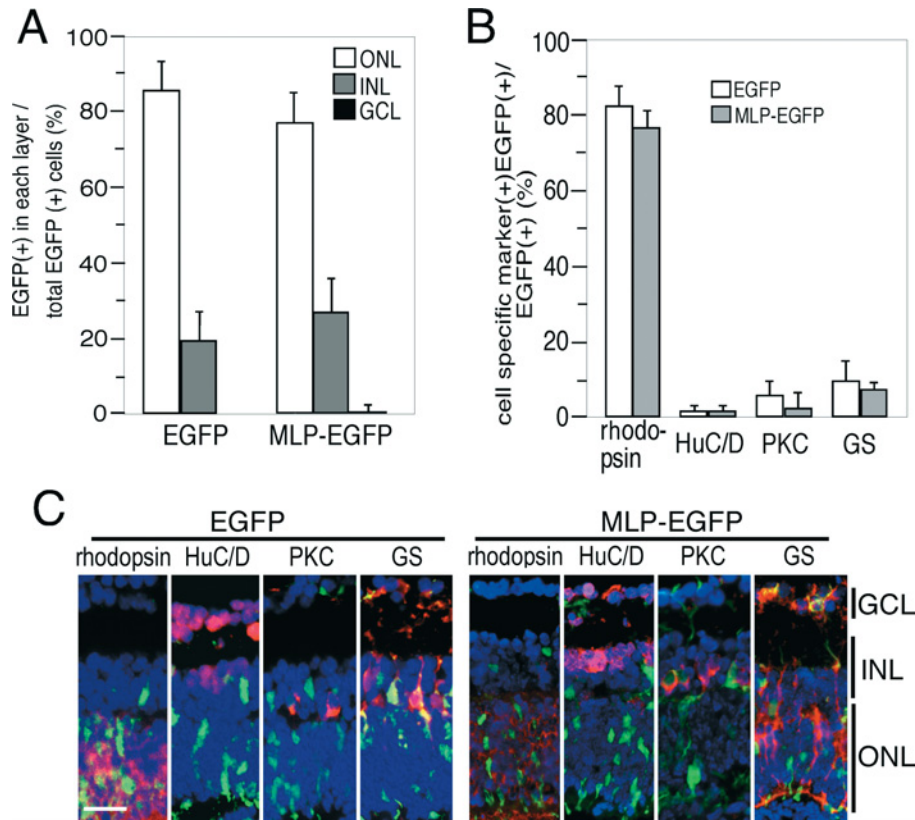 A
EGFP(+) in each layer /
total EGFP (+) cells (%)
100
80
60
40
20
0
ONL
INL
GCL
EGFP
MLP-EGFP
B
cell specific marker(+)EGFP(+)/
EGFP(+) (%)
100
80
60
40
20
0
EGFP
MLP-EGFP
rhodo-
psin
HuC/D
PKC
GS
C
EGFP
MLP-EGFP
rhodopsin HuC/D PKC GS
rhodopsin HuC/D PKC GS
GCL
INL
ONL